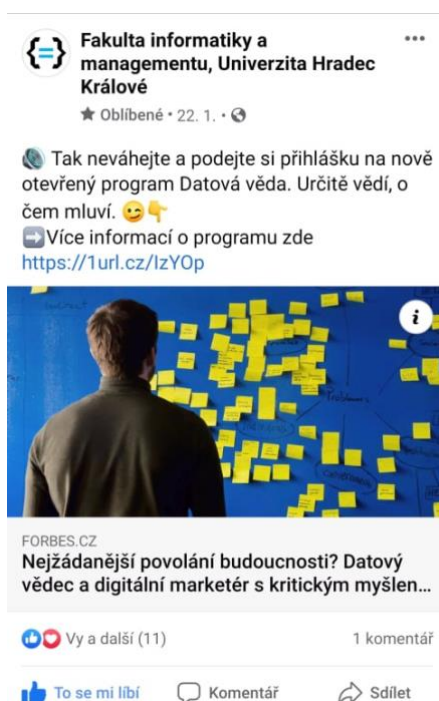 {=}
Fakulta informatiky a
managementu, Univerzita Hradec
Králové
★ Oblíbené • 22. 1. •
Tak neváhejte a podejte si přihlášku na nově
otevřený program Datová věda. Určitě vědí, o
čem mluví. 😉👇
➡️Více informací o programu zde
https://1url.cz/IzYOp
i
FORBES.CZ
Nejžádanější povolání budoucnosti? Datový
vědec a digitální marketér s kritickým myšlen...
Vy a další (11)
1 komentář
To se mi líbí
Komentář
Sdílet